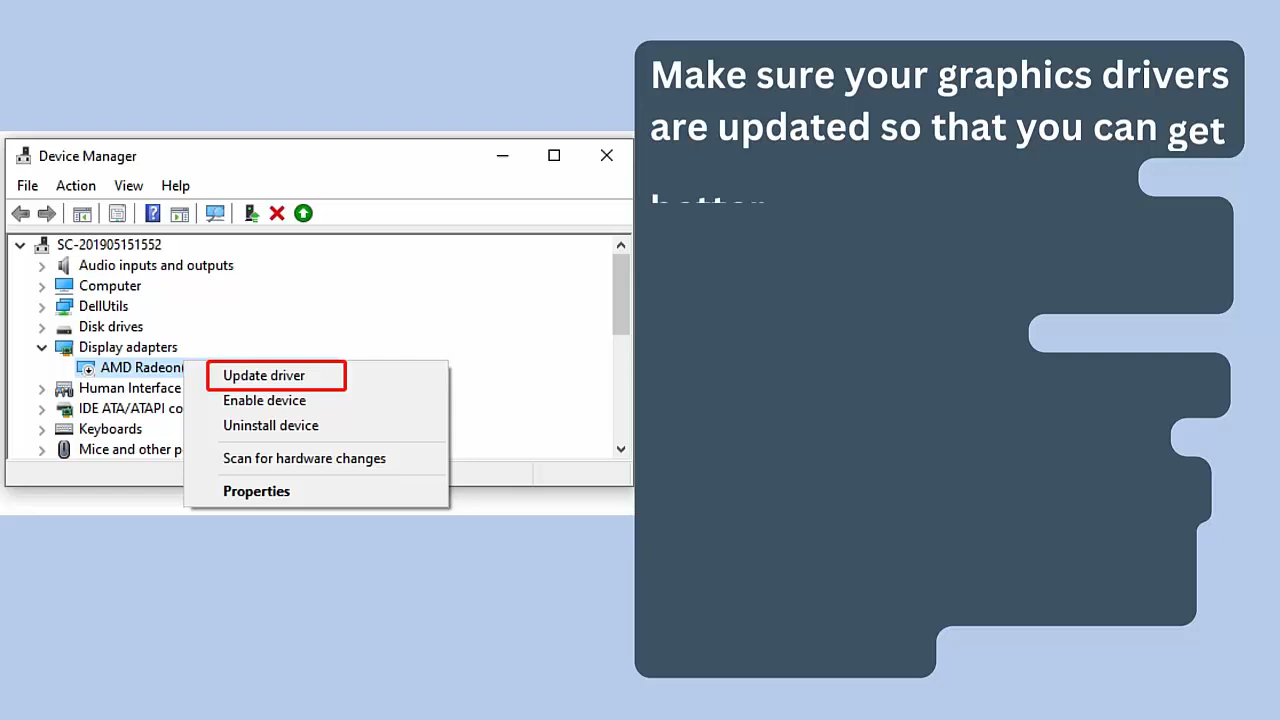 Device Manager
File Action View Help
SC-201905151552
Audio inputs and outputs
Computer
DellUtils
Disk drives
Display adapters
AMD Radeon(
Human Interface
IDE ATA/ATAPI co
Keyboards
Mice and other p
Update driver
Enable device
Uninstall device
Scan for hardware changes
Properties
Make sure your graphics drivers
are updated so that you can get